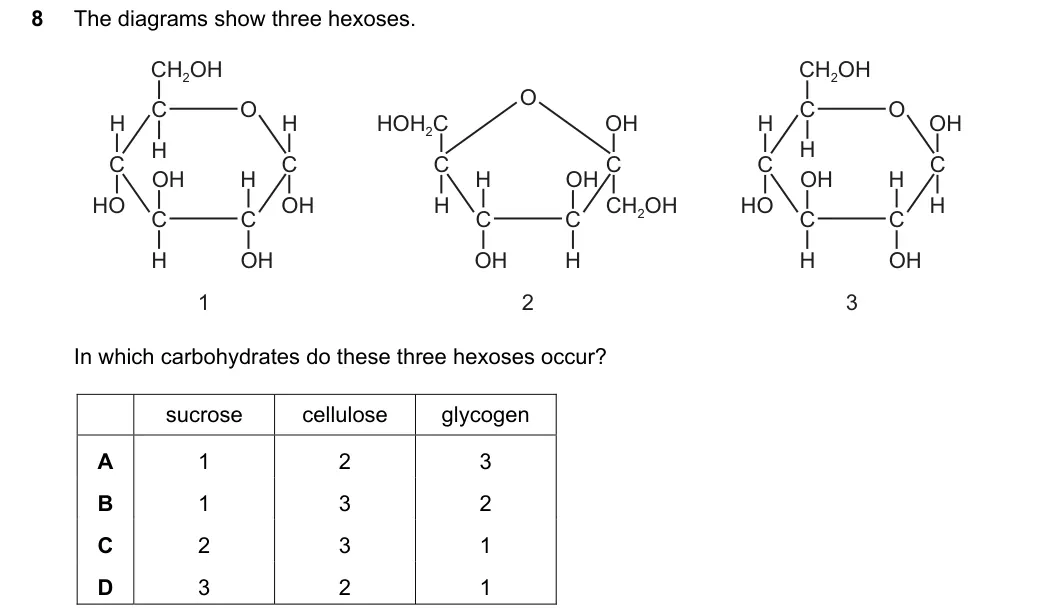 8 The diagrams show three hexoses.
CH₂OH CH₂OH
C O O C O
H H HOH₂C OH H OH
H H
C C C C C C
OH H H OH OH H
HO OH H CH₂OH HO H
C C C C C C
H OH OH H H OH
1 2 3
In which carbohydrates do these three hexoses occur?
sucrose cellulose glycogen
A 1 2 3
B 1 3 2
C 2 3 1
D 3 2 1